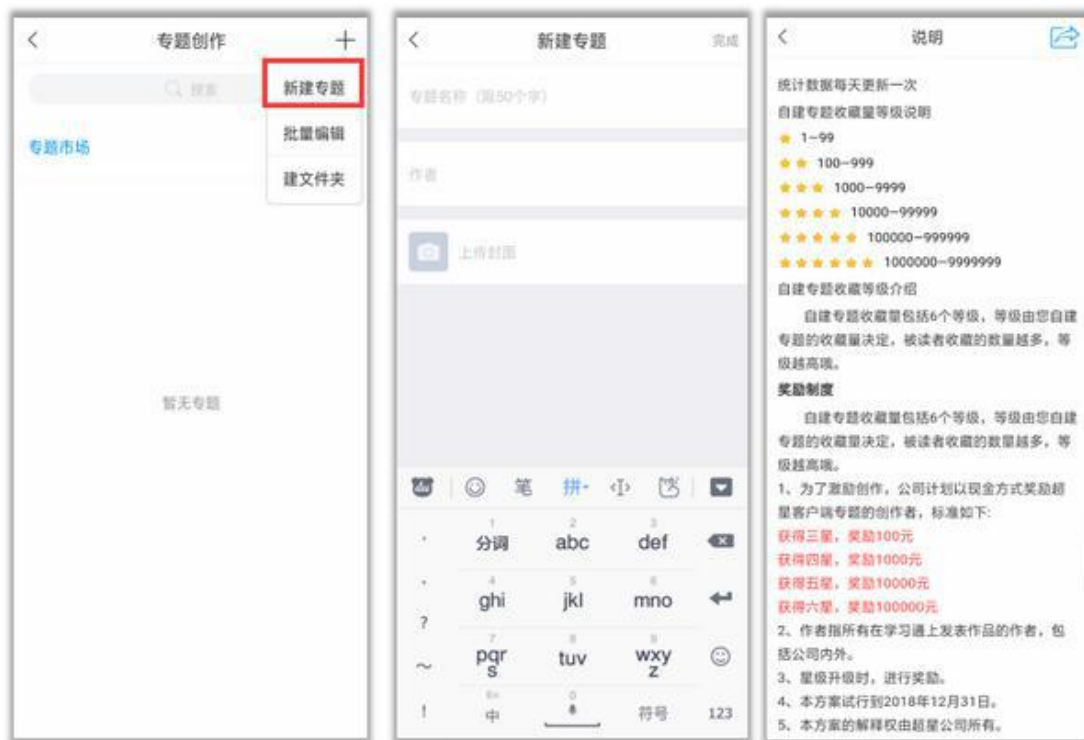 专题创作
搜索
新建专题
批量编辑
建文件夹
专题市场
暂无专题
新建专题
完成
专题名称（限50个字）
作者
上传封面
du
笔
拼
1
分词
2
abc
3
def
4
ghi
5
jkl
6
mno
?
7
pqrs
8
tuv
9
wxyz
~
!
中
0
符号
123
说明
统计数据每天更新一次
自建专题收藏量等级说明
1-99
100-999
1000-9999
10000-99999
100000-999999
1000000-9999999
自建专题收藏等级介绍
自建专题收藏量包括6个等级，等级由您自建
专题的收藏量决定，被读者收藏的数量越多，等
级越高哦。
奖励制度
自建专题收藏量包括6个等级，等级由您自建
专题的收藏量决定，被读者收藏的数量越多，等
级越高哦。
1、为了激励创作，公司计划以现金方式奖励超
星客户端专题的创作者，标准如下:
获得三星，奖励100元
获得四星，奖励1000元
获得五星，奖励10000元
获得六星，奖励100000元
2、作者指所有在学习通上发表作品的作者，包
括公司内外。
3、星级升级时，进行奖励。
4、本方案试行到2018年12月31日。
5、本方案的解释权由超星公司所有。